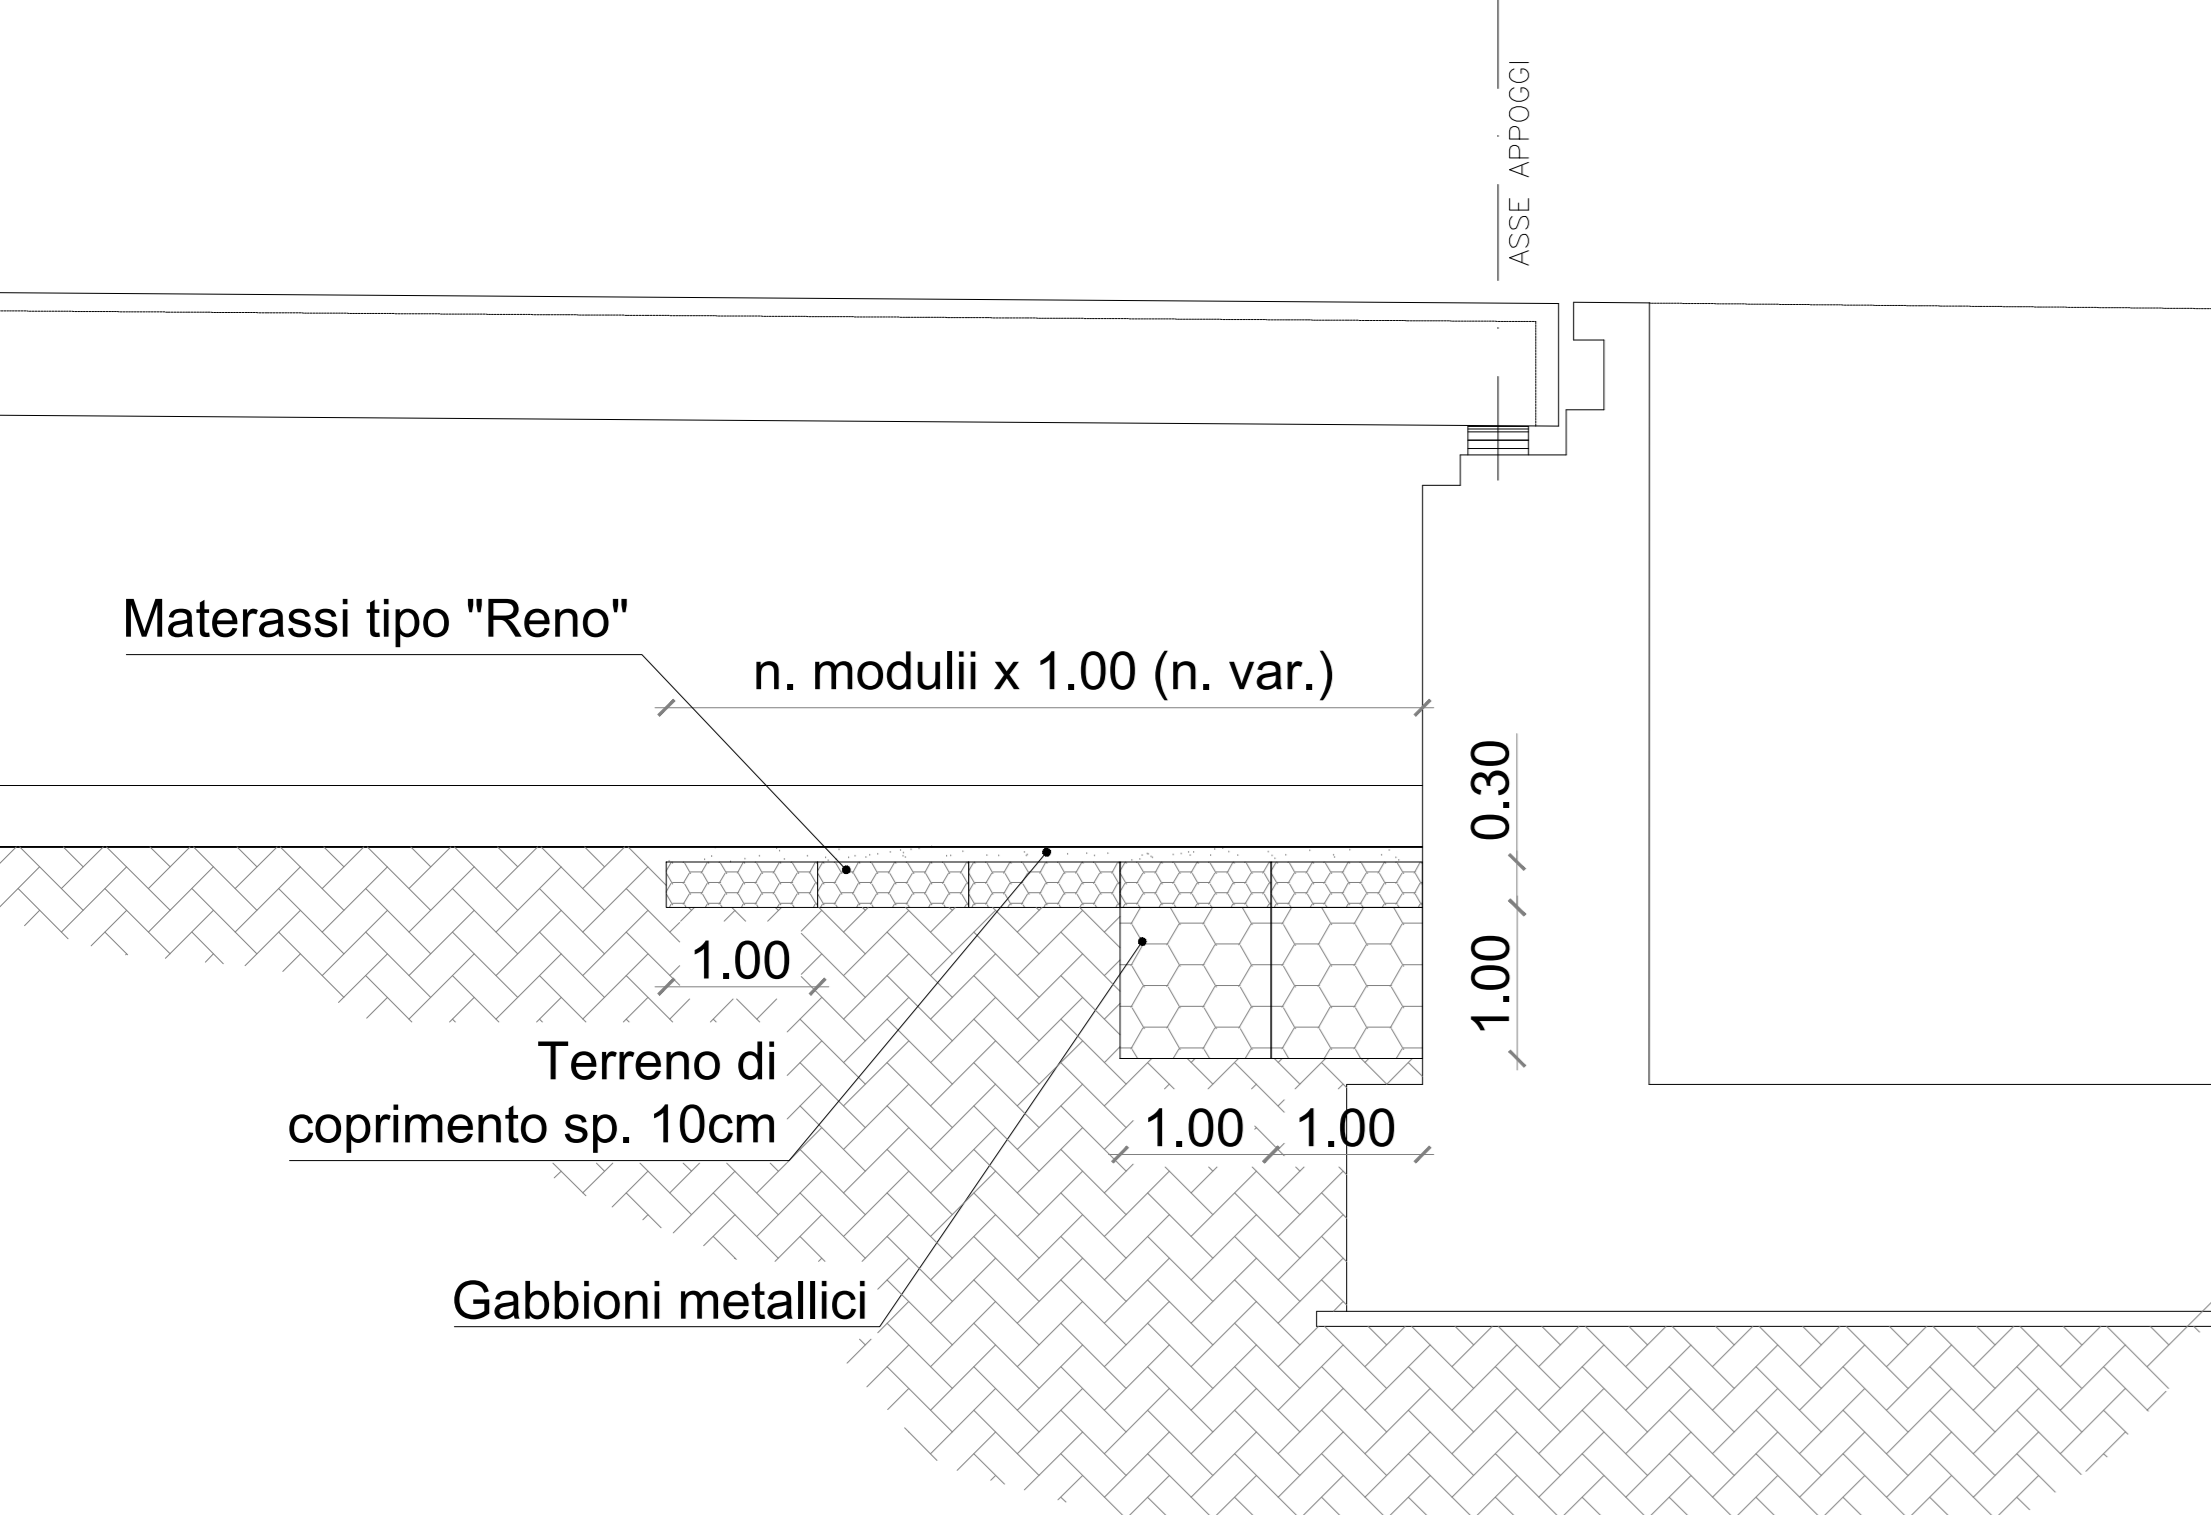 ASSE APPOGGI
Materassi tipo "Reno"
n. modulii x 1.00 (n. var.)
0.30
1.00
1.00
Terreno di
coprimento sp. 10cm
1.00
1.00
Gabbioni metallici